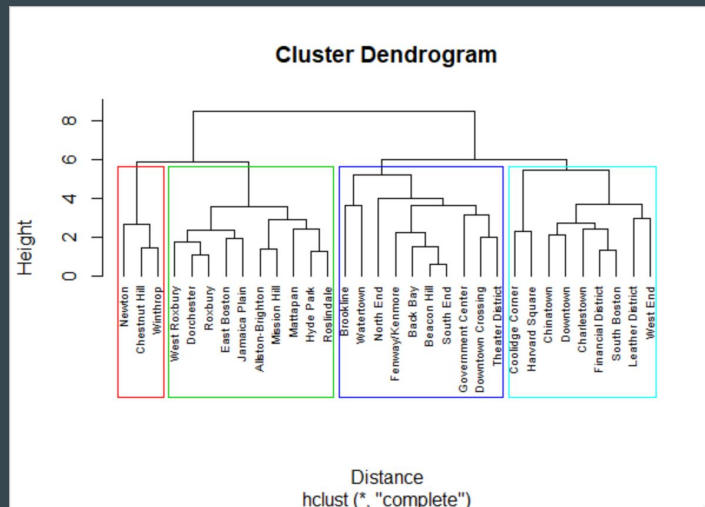 Cluster Dendrogram
Height
8
6
4
2
0
Newton
Chestnut Hill
Winthrop
West Roxbury
Dorchester
Roxbury
East Boston
Jamaica Plain
Allston-Brighton
Mission Hill
Mattapan
Hyde Park
Roslindale
Brookline
Watertown
North End
Fenway/Kenmore
Back Bay
Beacon Hill
South End
Government Center
Downtown Crossing
Theater District
Coolidge Corner
Harvard Square
Chinatown
Downtown
Charlestown
Financial District
South Boston
Leather District
West End
Distance
hclust (*, "complete")